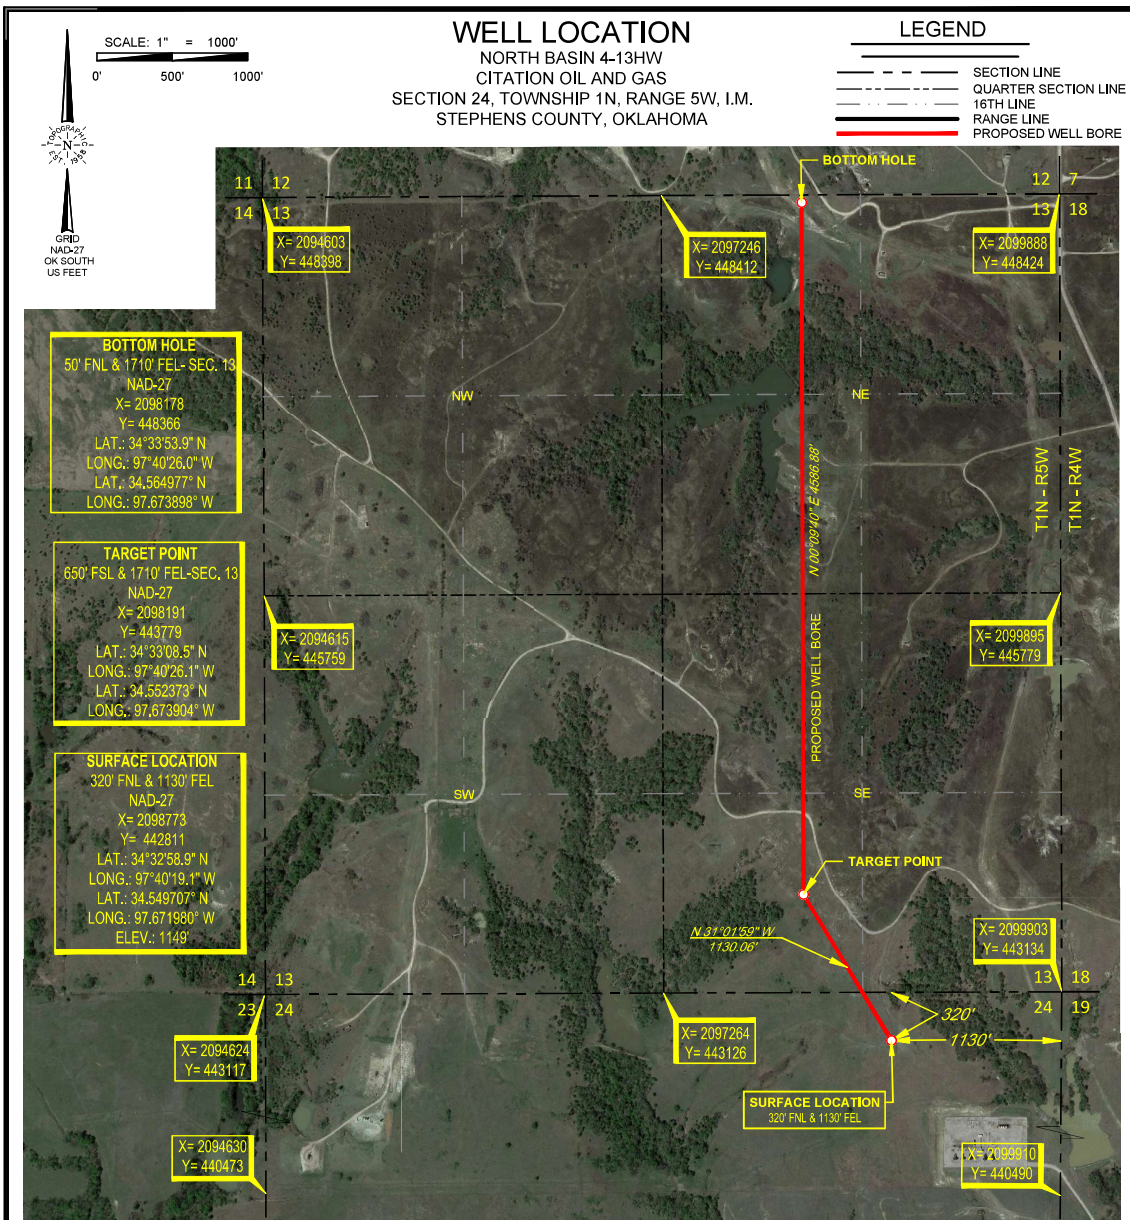 WELL LOCATION
NORTH BASIN 4-13HW
CITATION OIL AND GAS
SECTION 24, TOWNSHIP 1N, RANGE 5W, I.M.
STEPHENS COUNTY, OKLAHOMA
SCALE: 1" = 1000'
0' 500' 1000'
TOPOGRAPHIC
N
EST. 1958
GRID
NAD-27
OK SOUTH
US FEET
LEGEND
SECTION LINE
QUARTER SECTION LINE
16TH LINE
RANGE LINE
PROPOSED WELL BORE
BOTTOM HOLE
11 12
14 13
12 7
13 18
X= 2094603
Y= 448398
X= 2097246
Y= 448412
X= 2099888
Y= 448424
BOTTOM HOLE
50' FNL & 1710' FEL- SEC. 13
NAD-27
X= 2098178
Y= 448366
LAT.: 34°33'53.9" N
LONG.: 97°40'26.0" W
LAT.: 34.564977° N
LONG.: 97.673898° W
NW
NE
N 00°09'40" E 4586.88'
T1N - R5W
T1N - R4W
TARGET POINT
650' FSL & 1710' FEL-SEC. 13
NAD-27
X= 2098191
Y= 443779
LAT.: 34°33'08.5" N
LONG.: 97°40'26.1" W
LAT.: 34.552373° N
LONG.: 97.673904° W
X= 2094615
Y= 445759
X= 2099895
Y= 445779
PROPOSED WELL BORE
SURFACE LOCATION
320' FNL & 1130' FEL
NAD-27
X= 2098773
Y= 442811
LAT.: 34°32'58.9" N
LONG.: 97°40'19.1" W
LAT.: 34.549707° N
LONG.: 97.671980° W
ELEV.: 1149'
SW
SE
TARGET POINT
N 31°01'59" W
1130.06'
X= 2099903
Y= 443134
14 13
23 24
13 18
24 19
320'
1130'
X= 2094624
Y= 443117
X= 2097264
Y= 443126
SURFACE LOCATION
320' FNL & 1130' FEL
X= 2094630
Y= 440473
X= 2099910
Y= 440490